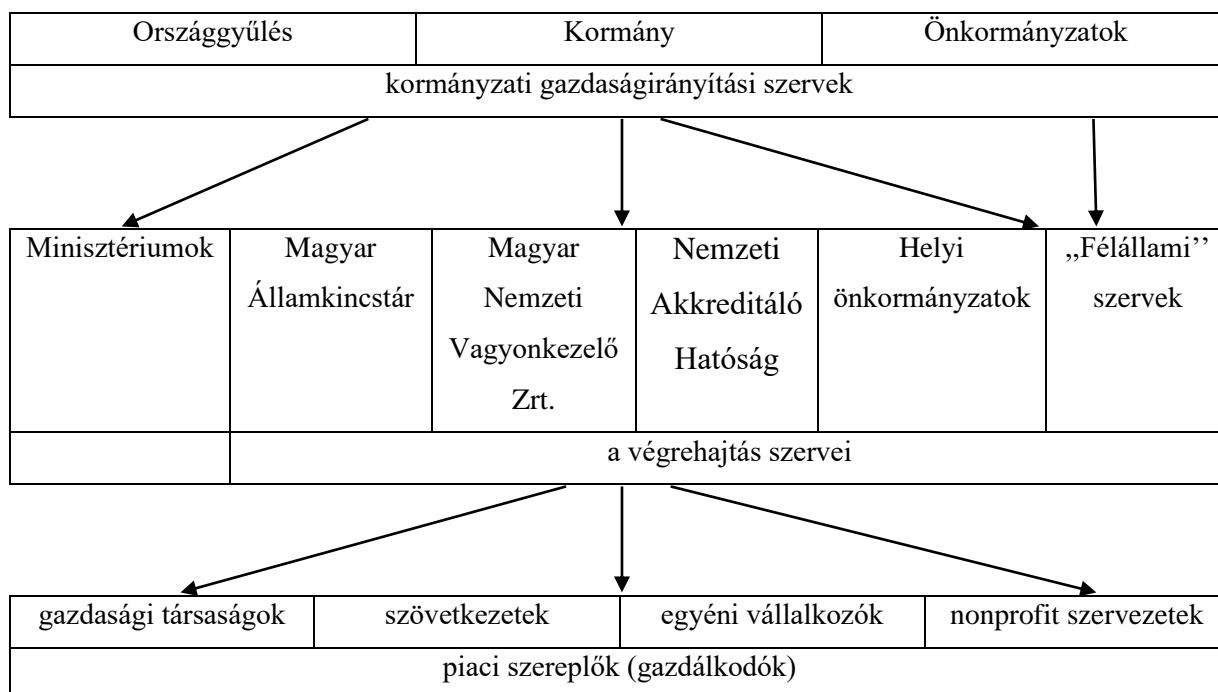 Országgyűlés Kormány Önkormányzatok
kormányzati gazdaságirányítási szervek
Minisztériumok
Magyar
Államkincstár
Magyar
Nemzeti
Vagyonkezelő
Zrt.
Nemzeti
Akkreditáló
Hatóság
Helyi
önkormányzatok
,,Félállami’’
szervek
a végrehajtás szervei
gazdasági társaságok szövetkezetek egyéni vállalkozók nonprofit szervezetek
piaci szereplők (gazdálkodók)